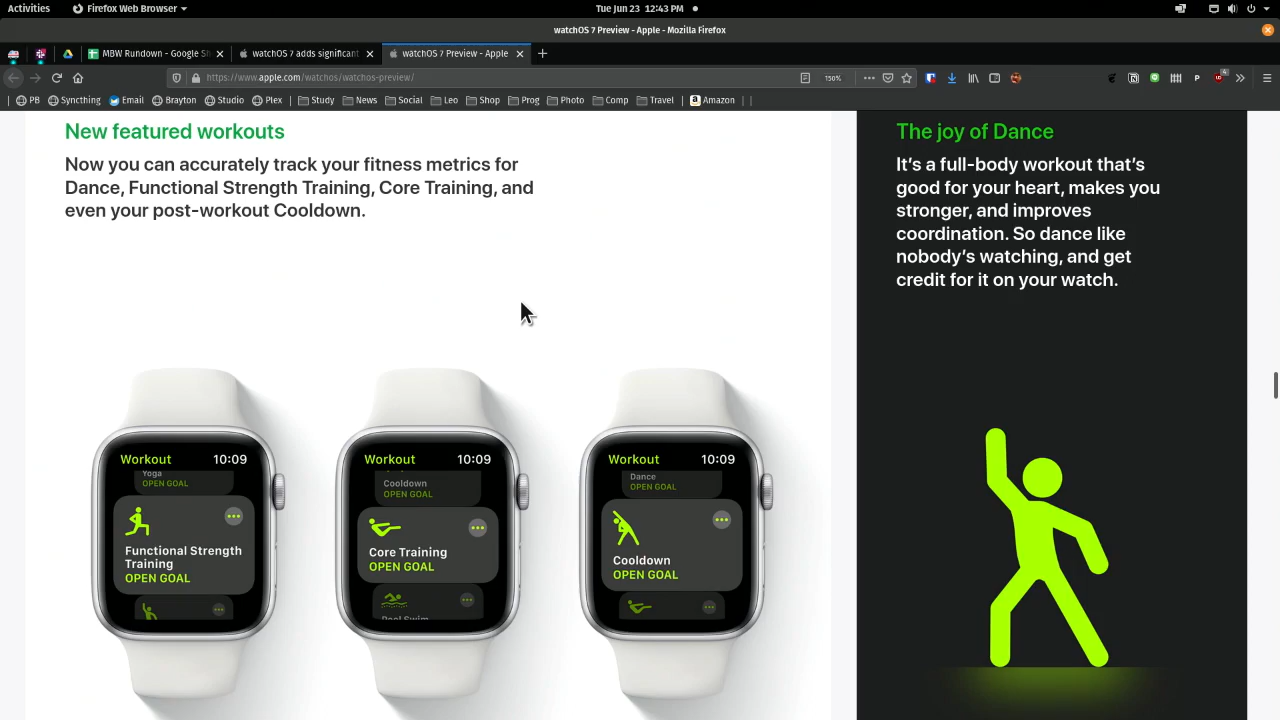 Activities
Firefox Web Browser
Tue Jun 23 12:43 PM
watchOS 7 Preview - Apple - Mozilla Firefox
MBW Rundown - Google Sh
watchOS 7 adds significant
watchOS 7 Preview - Apple
https://www.apple.com/watchos/watchos-preview/
150%
PB
Syncthing
Email
Brayton
Studio
Plex
Study
News
Social
Leo
Shop
Prog
Photo
Comp
Travel
Amazon
New featured workouts
Now you can accurately track your fitness metrics for
Dance, Functional Strength Training, Core Training, and
even your post-workout Cooldown.
The joy of Dance
It's a full-body workout that's
good for your heart, makes you
stronger, and improves
coordination. So dance like
nobody's watching, and get
credit for it on your watch.
Workout 10:09
Yoga
OPEN GOAL
Functional Strength
Training
OPEN GOAL
Workout 10:09
Cooldown
OPEN GOAL
Core Training
OPEN GOAL
Pool Swim
Workout 10:09
Dance
OPEN GOAL
Cooldown
OPEN GOAL